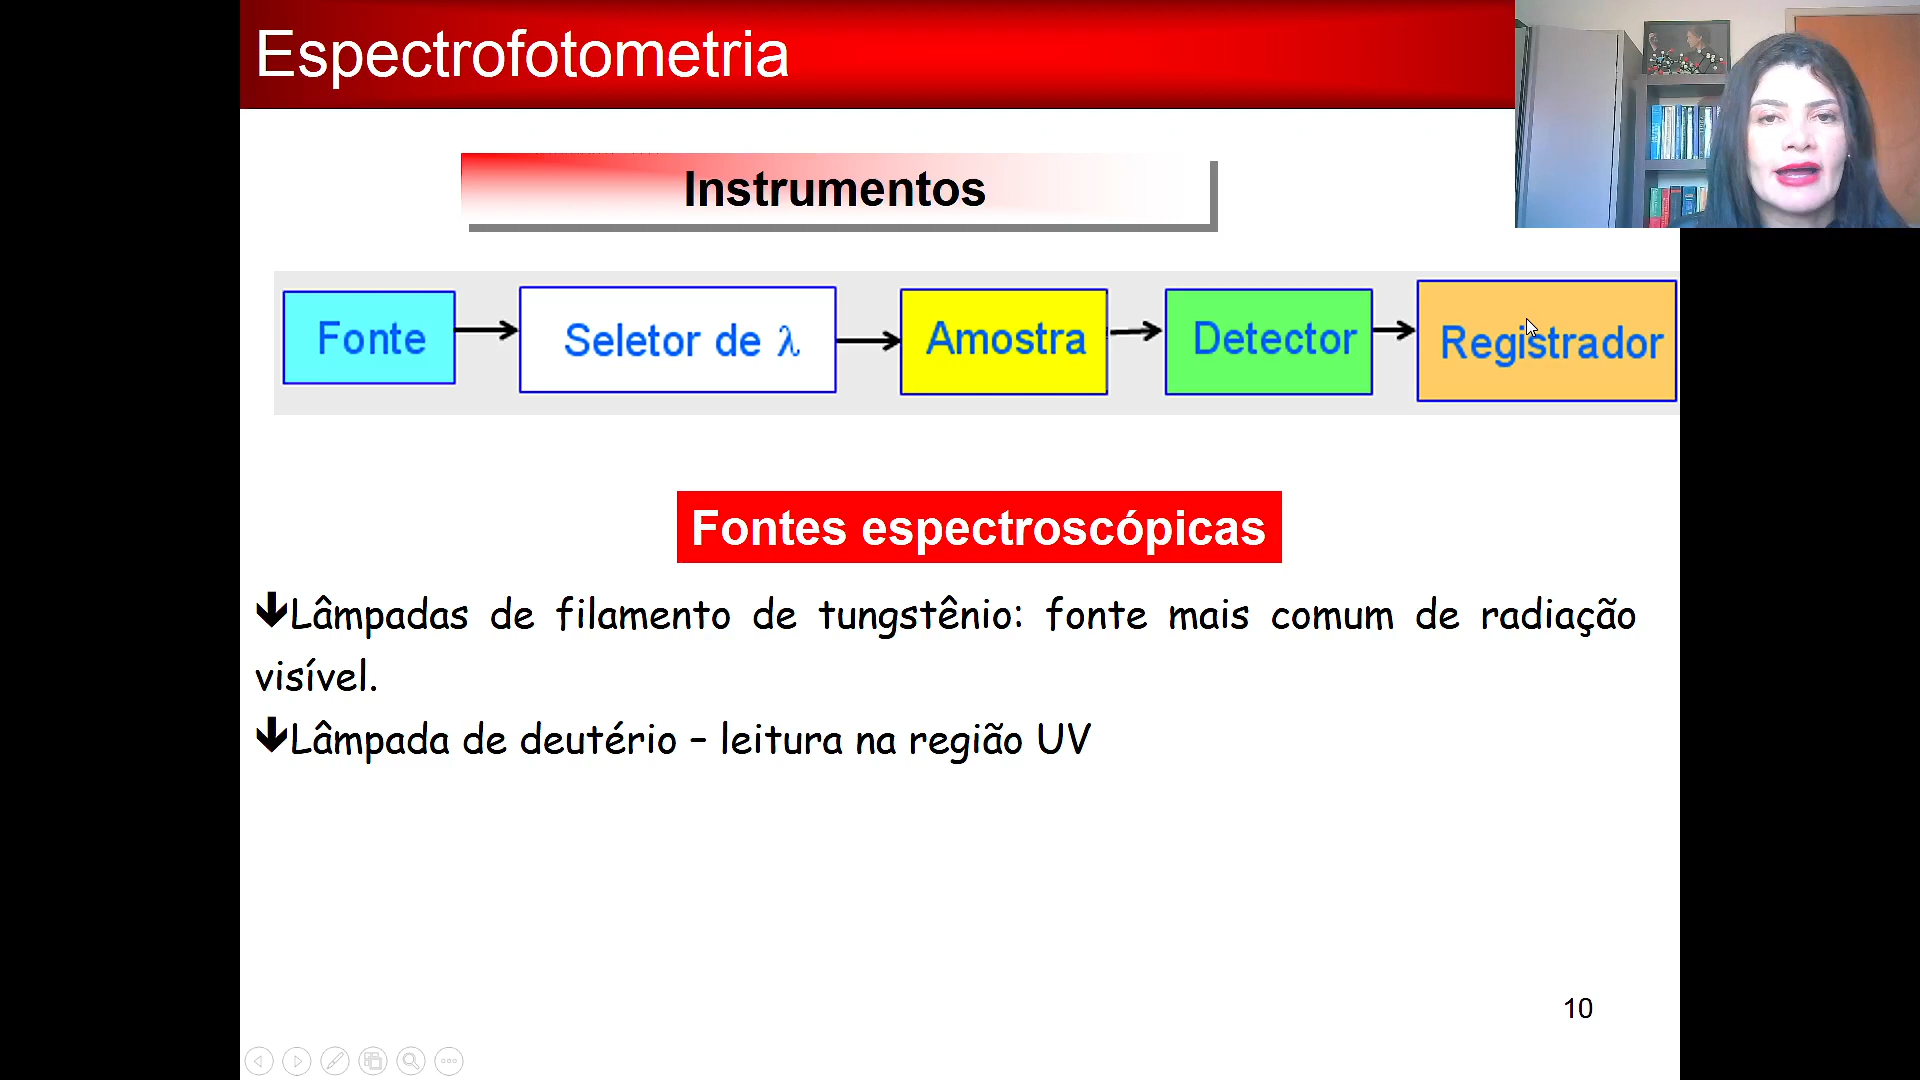 Espectrofotometria
Instrumentos
Fonte
Seletor de λ
Amostra
Detector
Registrador
Fontes espectroscópicas
Lâmpadas de filamento de tungstênio: fonte mais comum de radiação
visível.
Lâmpada de deutério – leitura na região UV
10